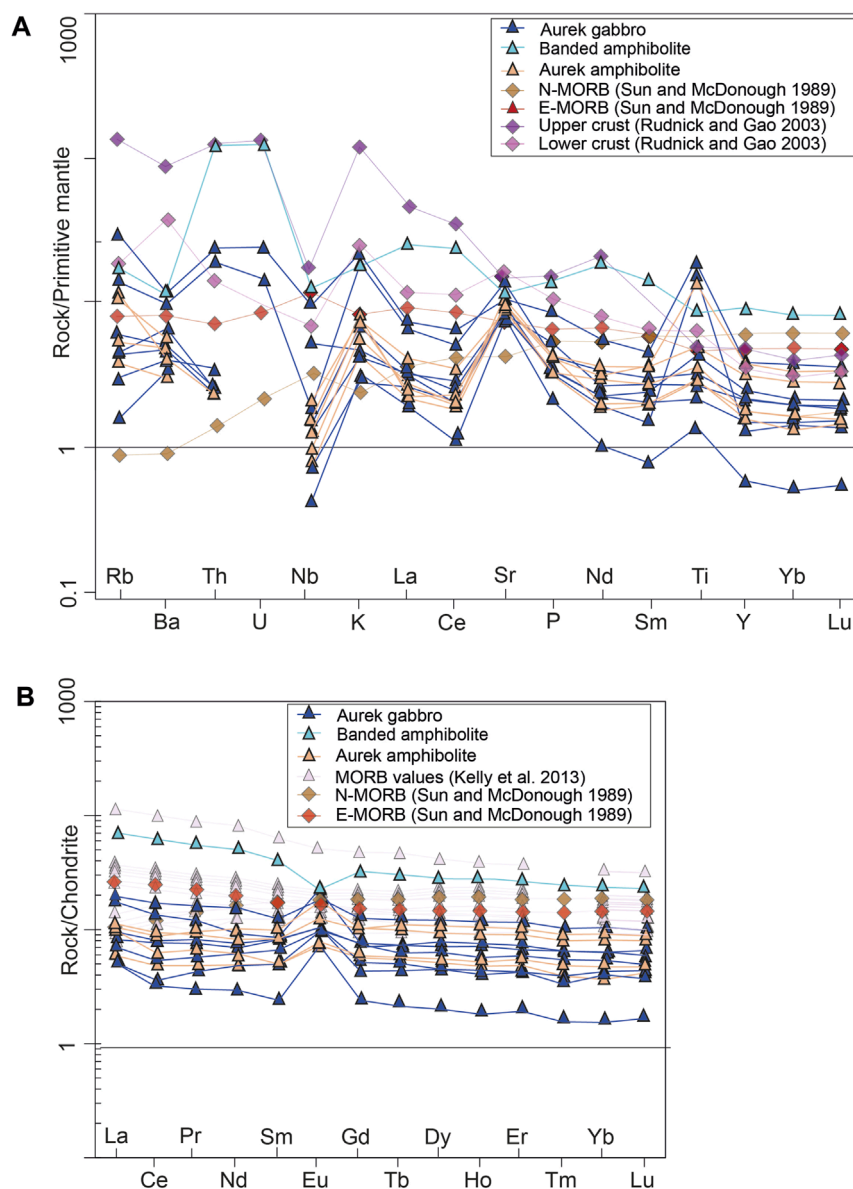 A
1000
Aurek gabbro
Banded amphibolite
Aurek amphibolite
N-MORB (Sun and McDonough 1989)
E-MORB (Sun and McDonough 1989)
Upper crust (Rudnick and Gao 2003)
Lower crust (Rudnick and Gao 2003)
Rock/Primitive mantle
1
0.1
Rb Th Nb La Sr Nd Ti Yb
Ba U K Ce P Sm Y Lu
B
1000
Aurek gabbro
Banded amphibolite
Aurek amphibolite
MORB values (Kelly et al. 2013)
N-MORB (Sun and McDonough 1989)
E-MORB (Sun and McDonough 1989)
Rock/Chondrite
1
La Pr Sm Gd Dy Er Yb
Ce Nd Eu Tb Ho Tm Lu